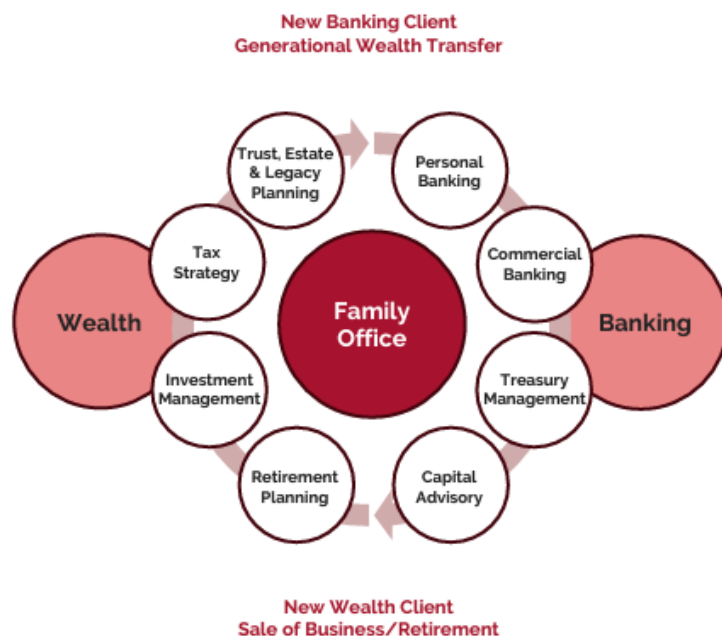 New Banking Client
Generational Wealth Transfer
Trust, Estate
& Legacy
Planning
Personal
Banking
Tax
Strategy
Commercial
Banking
Wealth
Family
Office
Banking
Investment
Management
Treasury
Management
Retirement
Planning
Capital
Advisory
New Wealth Client
Sale of Business/Retirement